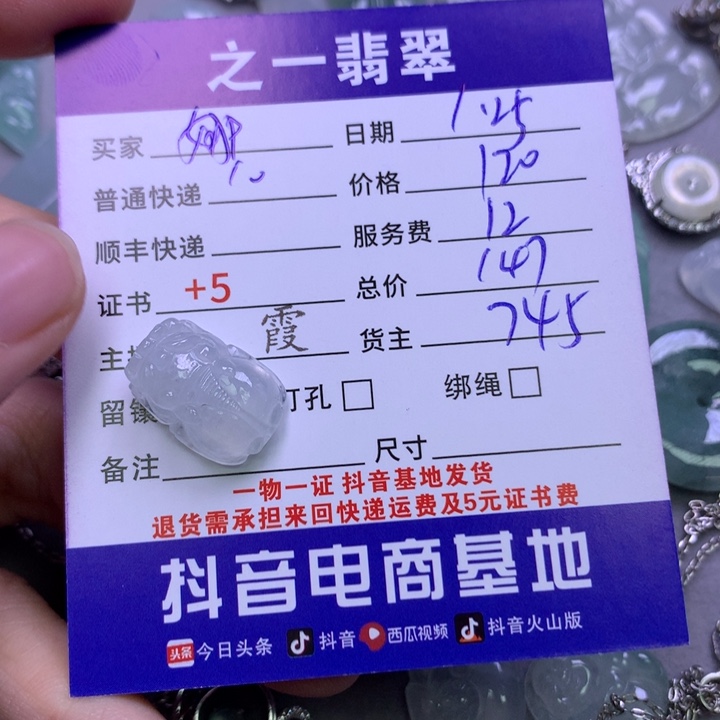 之一翡翠
买家 娜 日期 1.25
普通快递 10 价格 120
顺丰快递 服务费 12
证书 +5 总价 147
主 霞 货主 745
留镶 打孔 绑绳
备注 尺寸
一物一证 抖音基地发货
退货需承担来回快递运费及5元证书费
抖音电商基地
头条 今日头条 抖音 西瓜视频 抖音火山版